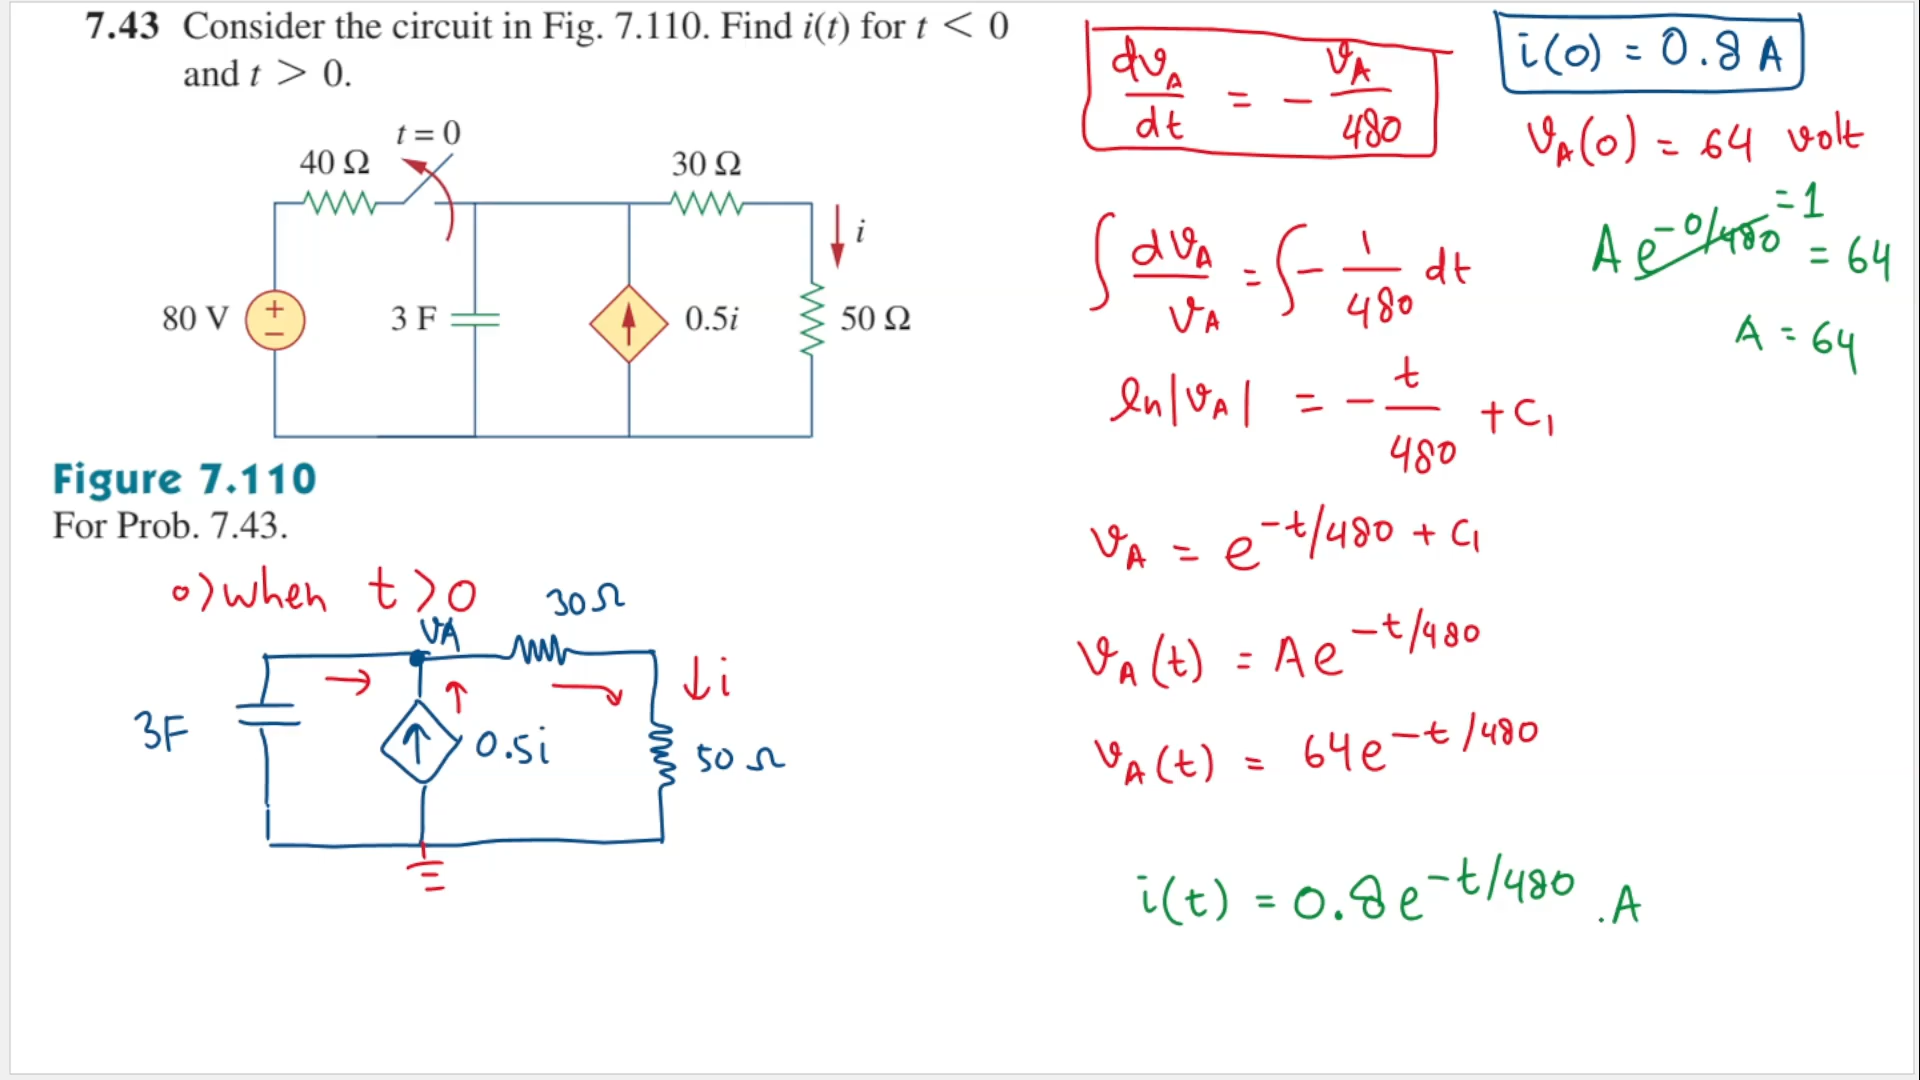 7.43 Consider the circuit in Fig. 7.110. Find i(t) for t < 0
and t > 0.
t = 0
40 Ω
30 Ω
i
80 V
+
−
3 F
0.5i
50 Ω
Figure 7.110
For Prob. 7.43.
o) when t > 0
30Ω
VA
↓i
3F
0.5i
50 Ω
dvA/dt = − vA/480
∫ dvA/vA = ∫ − 1/480 dt
ln|vA| = − t/480 + C1
vA = e^(−t/480 + C1)
vA(t) = Ae^(−t/480)
vA(t) = 64e^(−t/480)
i(t) = 0.8e^(−t/480) . A
i(0) = 0.8 A
vA(0) = 64 volt
A e^(−0/480) = 64
= 1
A = 64